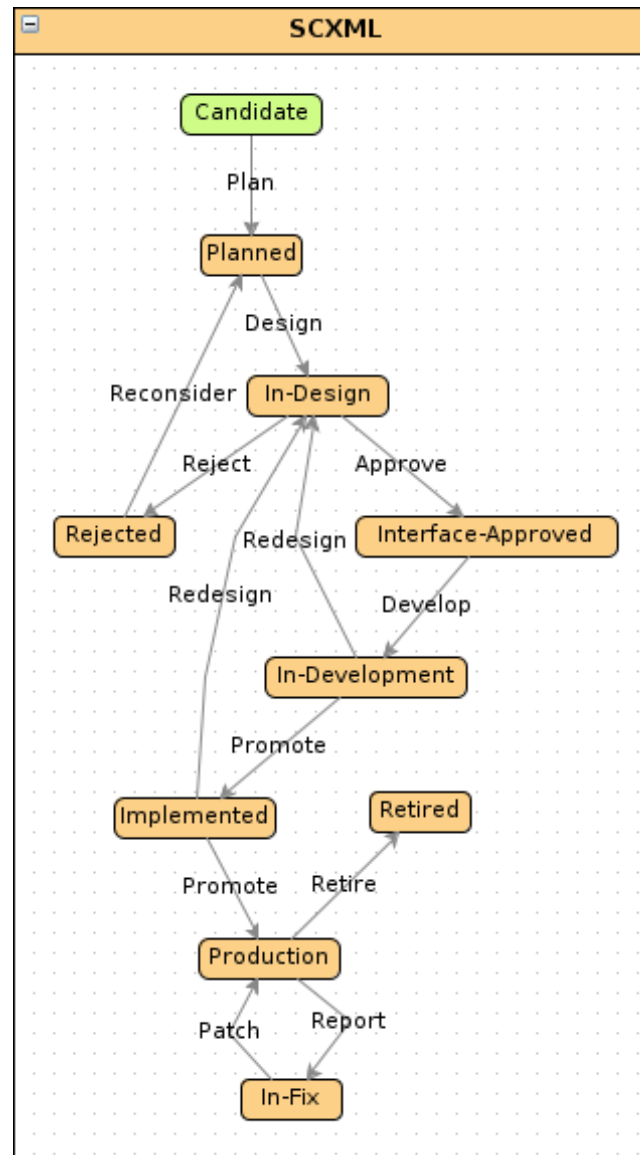 SCXML
Candidate
Plan
Planned
Design
Reconsider
In-Design
Reject
Approve
Rejected
Redesign
Interface-Approved
Redesign
Develop
In-Development
Promote
Implemented
Retired
Promote
Retire
Production
Patch
Report
In-Fix